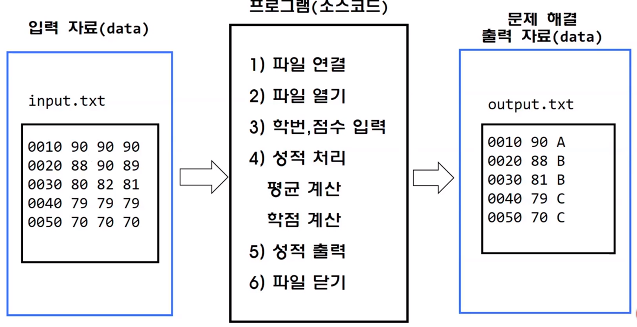 입력 자료(data)
input.txt
0010 90 90 90
0020 88 90 89
0030 80 82 81
0040 79 79 79
0050 70 70 70
프로그램(소스코드)
1) 파일 연결
2) 파일 열기
3) 학번,점수 입력
4) 성적 처리
평균 계산
학점 계산
5) 성적 출력
6) 파일 닫기
문제 해결
출력 자료(data)
output.txt
0010 90 A
0020 88 B
0030 81 B
0040 79 C
0050 70 C